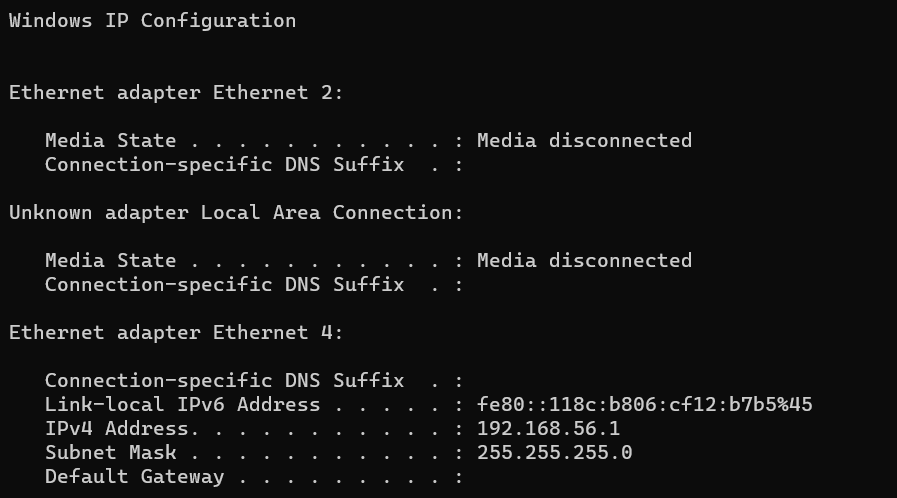 Windows IP Configuration
Ethernet adapter Ethernet 2:
Media State . . . . . . . . . . . : Media disconnected
Connection-specific DNS Suffix  . :
Unknown adapter Local Area Connection:
Media State . . . . . . . . . . . : Media disconnected
Connection-specific DNS Suffix  . :
Ethernet adapter Ethernet 4:
Connection-specific DNS Suffix  . :
Link-local IPv6 Address . . . . . : fe80::118c:b806:cf12:b7b5%45
IPv4 Address. . . . . . . . . . . : 192.168.56.1
Subnet Mask . . . . . . . . . . . : 255.255.255.0
Default Gateway . . . . . . . . . :